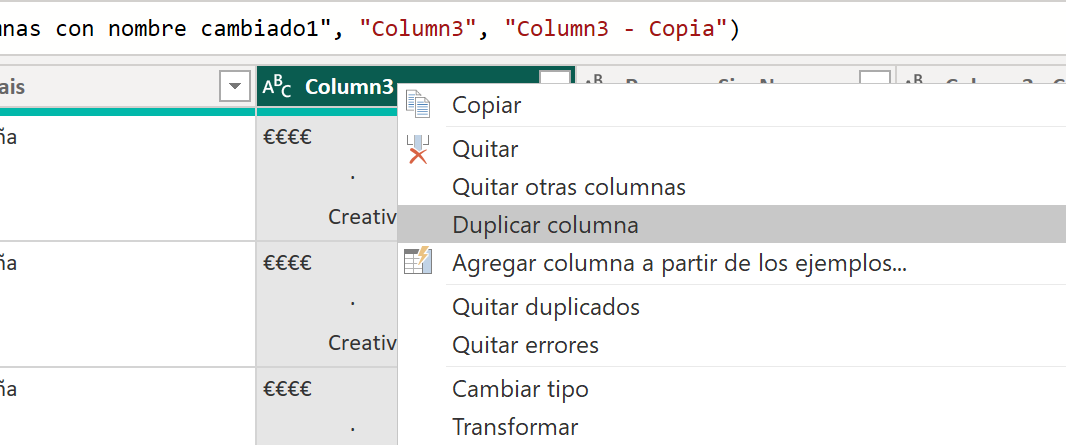 nas con nombre cambiado1", "Column3", "Column3 - Copia")
ais
ABC Column3
ña
€€€€
.
Creativ
ña
€€€€
.
Creativ
ña
€€€€
.
Copiar
Quitar
Quitar otras columnas
Duplicar columna
Agregar columna a partir de los ejemplos...
Quitar duplicados
Quitar errores
Cambiar tipo
Transformar